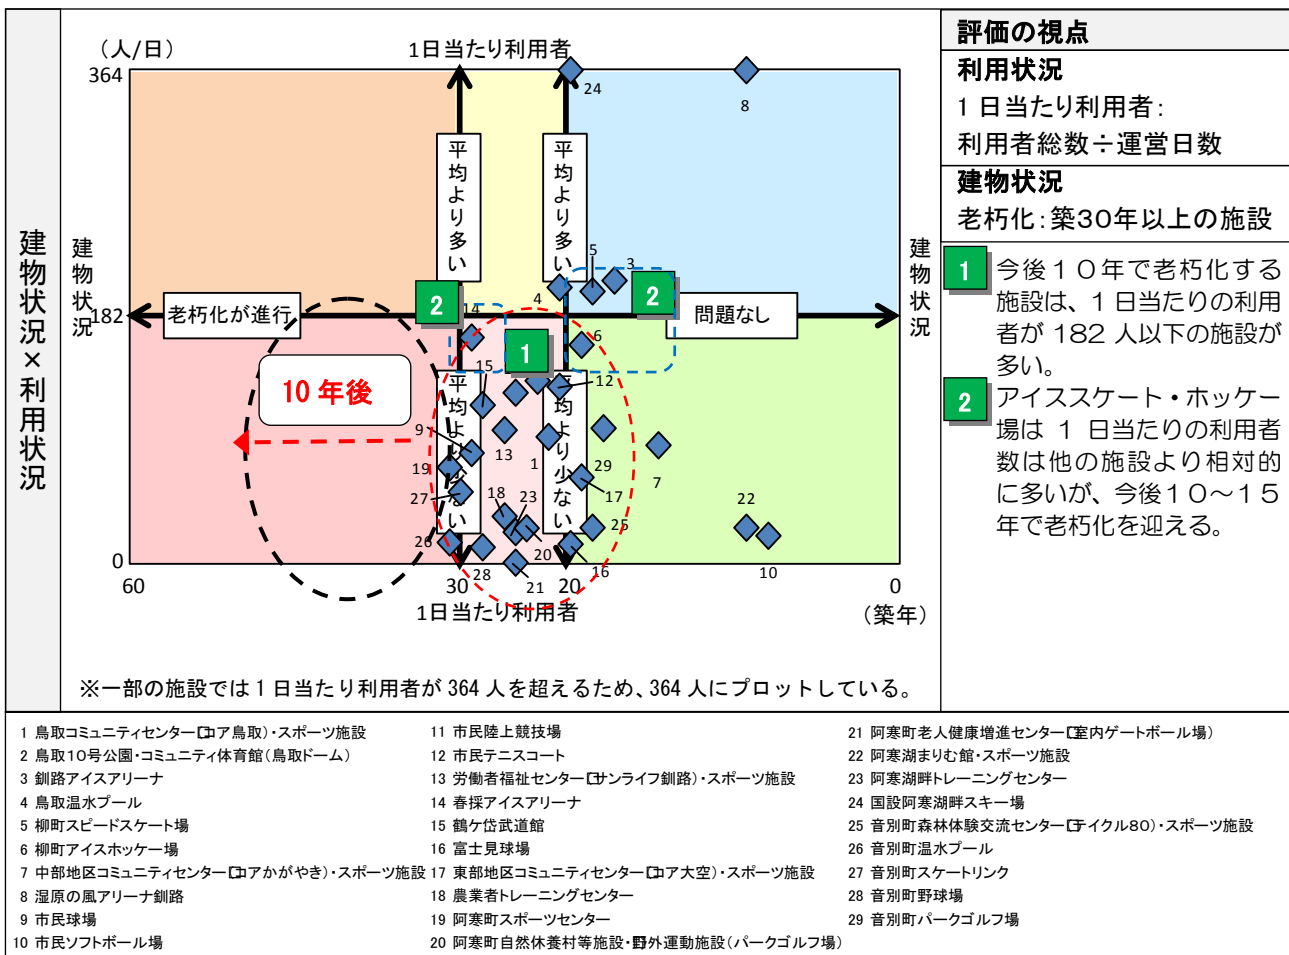 建物状況×利用状況
（人/日）
1日当たり利用者
364
24
8
平均より多い
平均より多い
建物状況
建物状況
5
3
2
2
4
14
182
老朽化が進行
問題なし
1
6
15
12
10 年後
平均より少ない
平均より少ない
9
13
1
19
29
27
18
23
17
7
22
25
26
20
16
10
28
21
0
60
30
20
0
1日当たり利用者
（築年）
※一部の施設では1日当たり利用者が 364 人を超えるため、364 人にプロットしている。
評価の視点
利用状況
1 日当たり利用者：
利用者総数÷運営日数
建物状況
老朽化：築30年以上の施設
1 今後１０年で老朽化する
施設は、１日当たりの利用
者が 182 人以下の施設が
多い。
2 アイススケート・ホッケー
場は 1 日当たりの利用者
数は他の施設より相対的
に多いが、今後１０～１５
年で老朽化を迎える。
1 鳥取コミュニティセンター【コア鳥取）・スポーツ施設
2 鳥取10号公園・コミュニティ体育館（鳥取ドーム）
3 釧路アイスアリーナ
4 鳥取温水プール
5 柳町スピードスケート場
6 柳町アイスホッケー場
7 中部地区コミュニティセンター【コアかがやき）・スポーツ施設
8 湿原の風アリーナ釧路
9 市民球場
10 市民ソフトボール場
11 市民陸上競技場
12 市民テニスコート
13 労働者福祉センター【サンライフ釧路）・スポーツ施設
14 春採アイスアリーナ
15 鶴ケ岱武道館
16 富士見球場
17 東部地区コミュニティセンター【コア大空）・スポーツ施設
18 農業者トレーニングセンター
19 阿寒町スポーツセンター
20 阿寒町自然休養村等施設・野外運動施設（パークゴルフ場）
21 阿寒町老人健康増進センター【室内ゲートボール場）
22 阿寒湖まりむ館・スポーツ施設
23 阿寒湖畔トレーニングセンター
24 国設阿寒湖畔スキー場
25 音別町森林体験交流センター【テイクル80）・スポーツ施設
26 音別町温水プール
27 音別町スケートリンク
28 音別町野球場
29 音別町パークゴルフ場